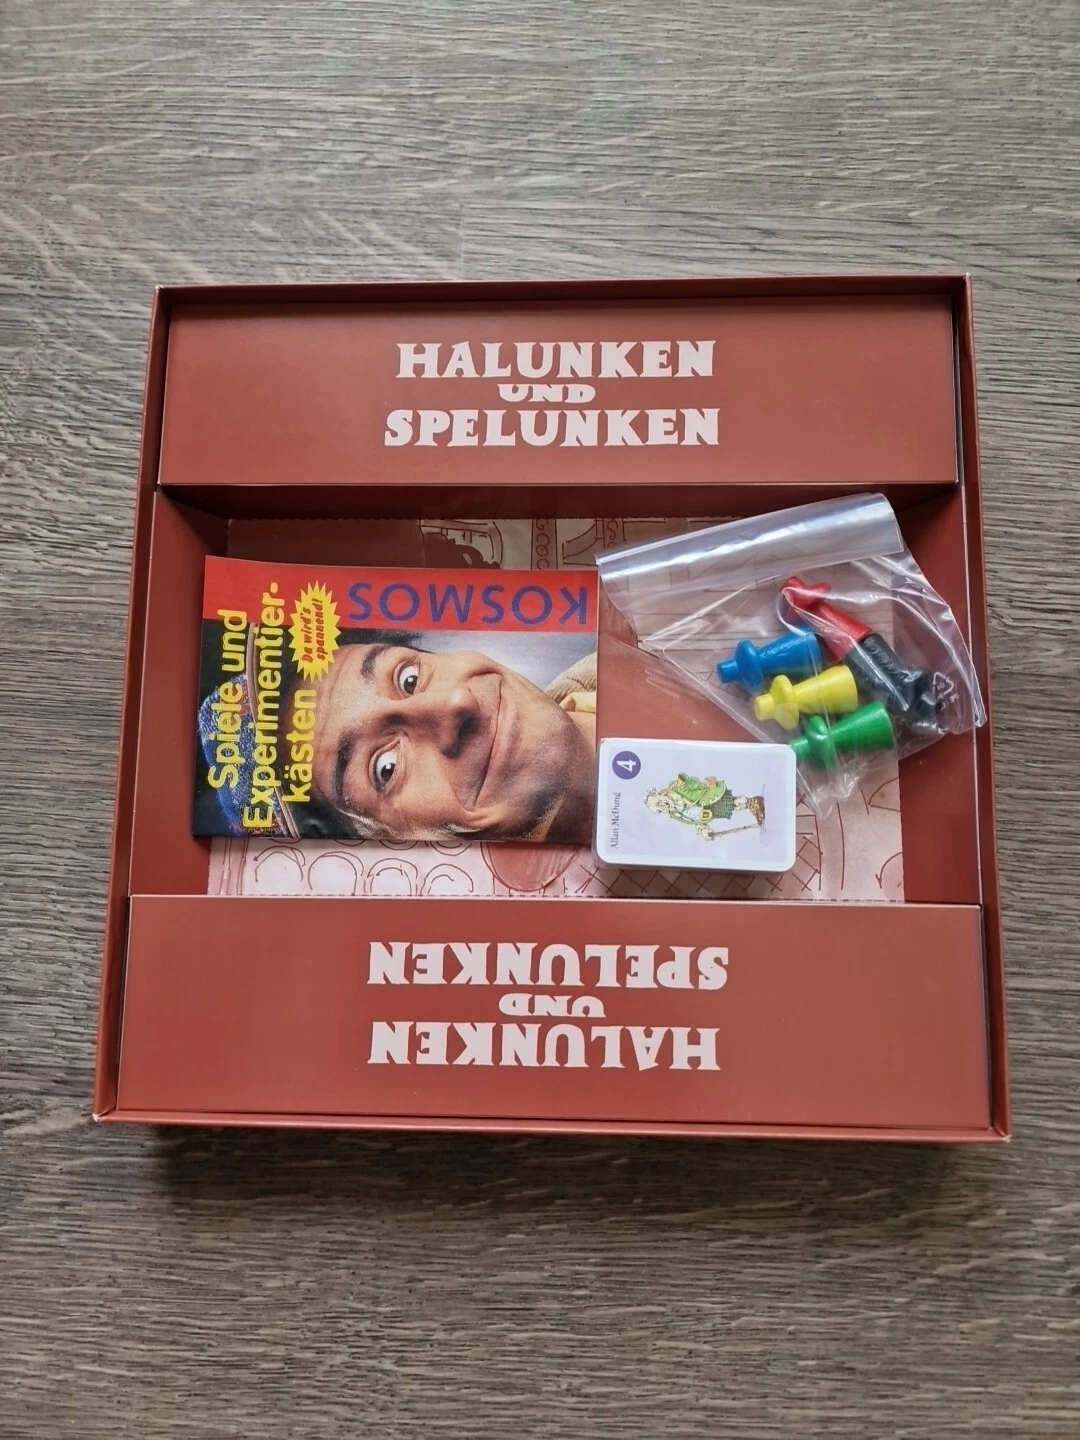 HALUNKEN
UND
SPELUNKEN
KOSMOS
Spiele und
Experimentier-
kästen
Da wird's
spannend!
4
Allan McDung
HALUNKEN
UND
SPELUNKEN